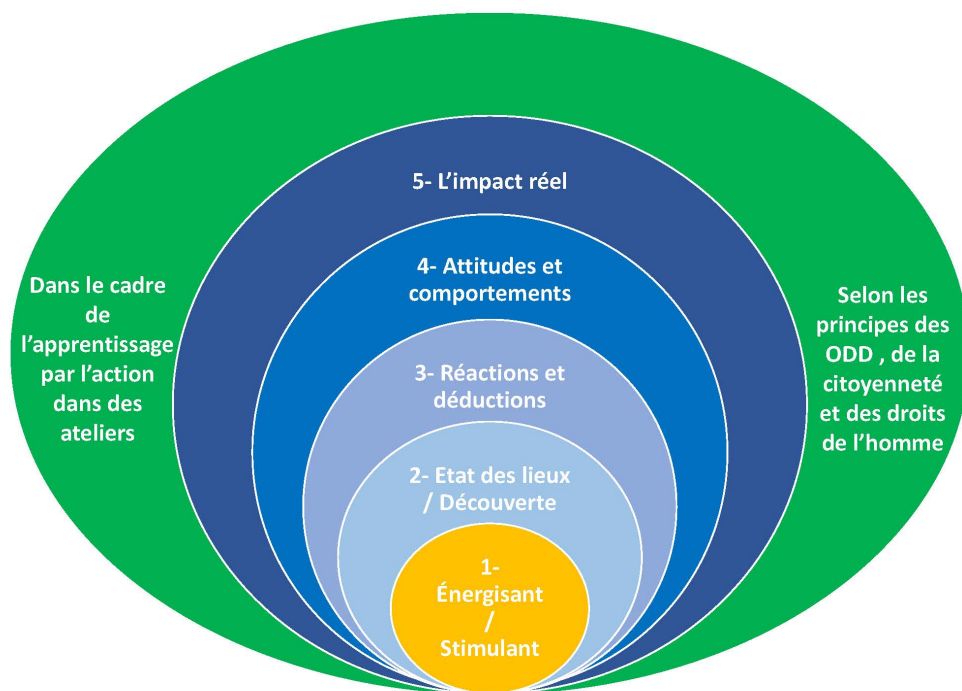 5- L’impact réel
4- Attitudes et
comportements
Dans le cadre
de
l’apprentissage
par l’action
dans des
ateliers
Selon les
principes des
ODD , de la
citoyenneté
et des droits
de l’homme
3- Réactions et
déductions
2- Etat des lieux
/ Découverte
1-
Énergisant
/
Stimulant